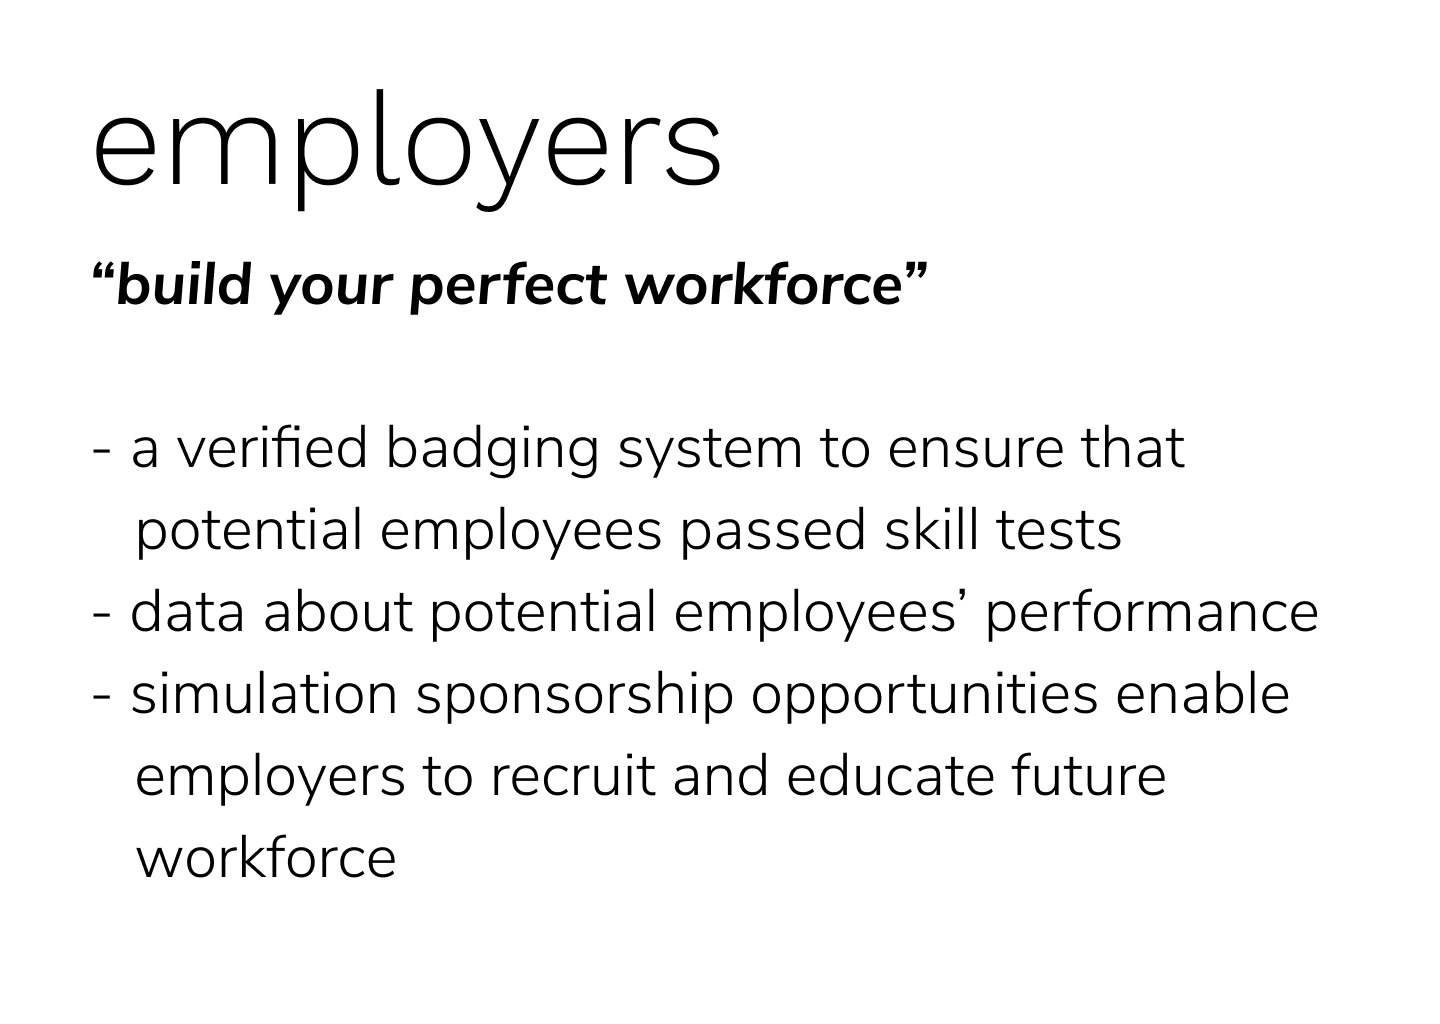 employers
“build your perfect workforce”
- a verified badging system to ensure that
potential employees passed skill tests
- data about potential employees’ performance
- simulation sponsorship opportunities enable
employers to recruit and educate future
workforce